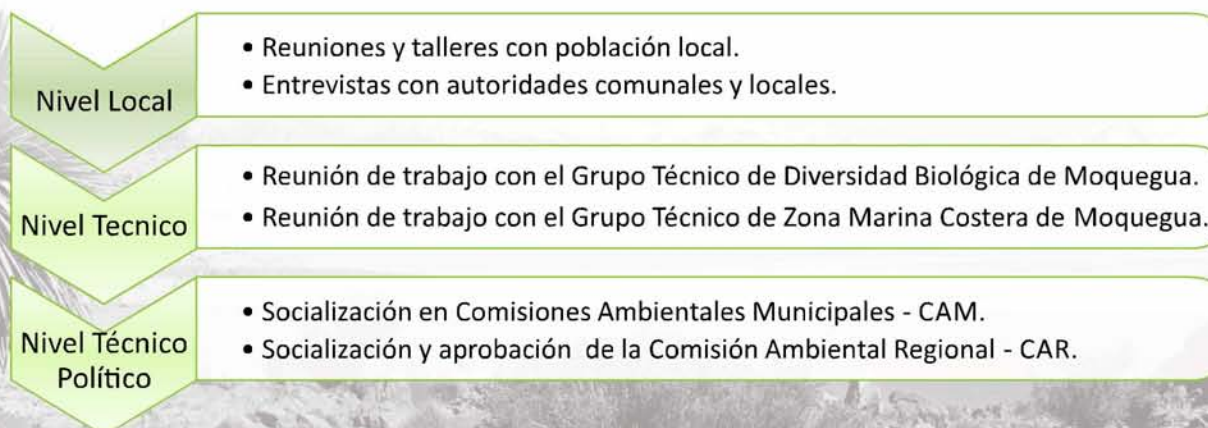 Nivel Local
• Reuniones y talleres con población local.
• Entrevistas con autoridades comunales y locales.
Nivel Tecnico
• Reunión de trabajo con el Grupo Técnico de Diversidad Biológica de Moquegua.
• Reunión de trabajo con el Grupo Técnico de Zona Marina Costera de Moquegua.
Nivel Técnico
Político
• Socialización en Comisiones Ambientales Municipales - CAM.
• Socialización y aprobación de la Comisión Ambiental Regional - CAR.